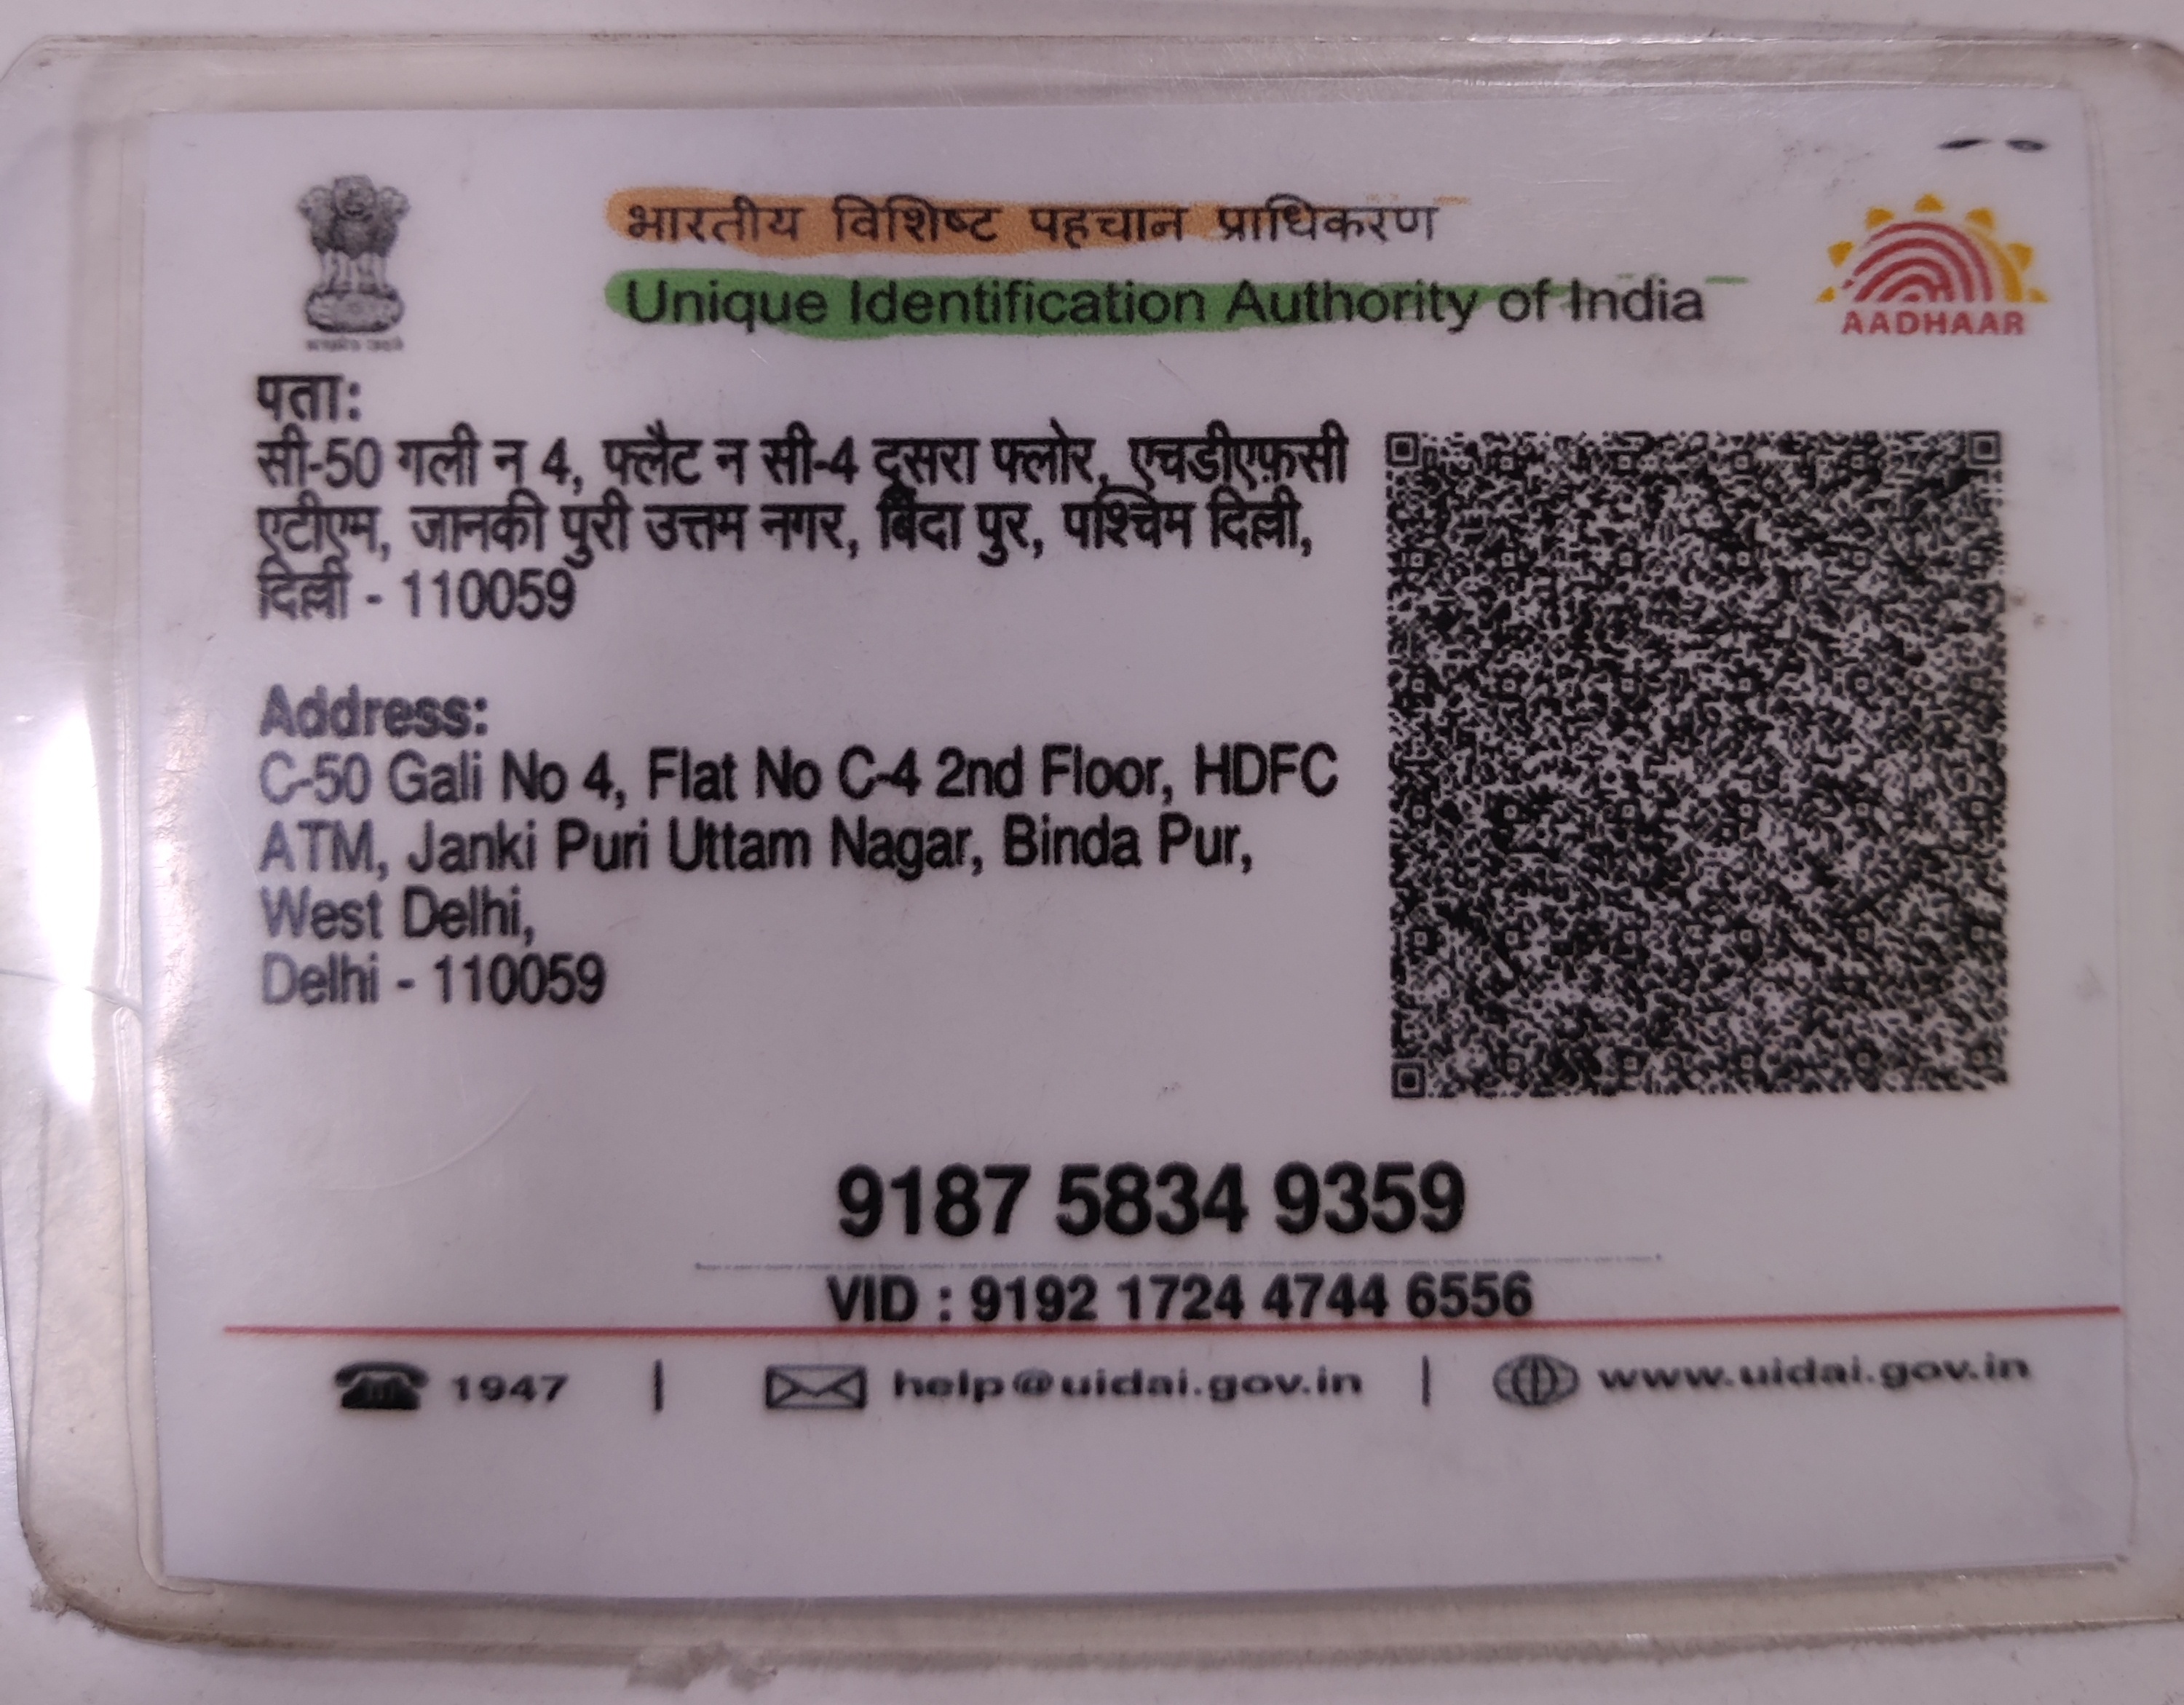 भारतीय विशिष्ट पहचान प्राधिकरण
Unique Identification Authority of India
AADHAAR
पता:
सी-50 गली न 4, फ्लैट न सी-4 दूसरा फ्लोर, एचडीएफ़सी
एटीएम, जानकी पुरी उत्तम नगर, बिंदा पुर, पश्चिम दिल्ली,
दिल्ली - 110059
Address:
C-50 Gali No 4, Flat No C-4 2nd Floor, HDFC
ATM, Janki Puri Uttam Nagar, Binda Pur,
West Delhi,
Delhi - 110059
9187 5834 9359
VID : 9192 1724 4744 6556
1947 | help@uidai.gov.in | www.uidai.gov.in